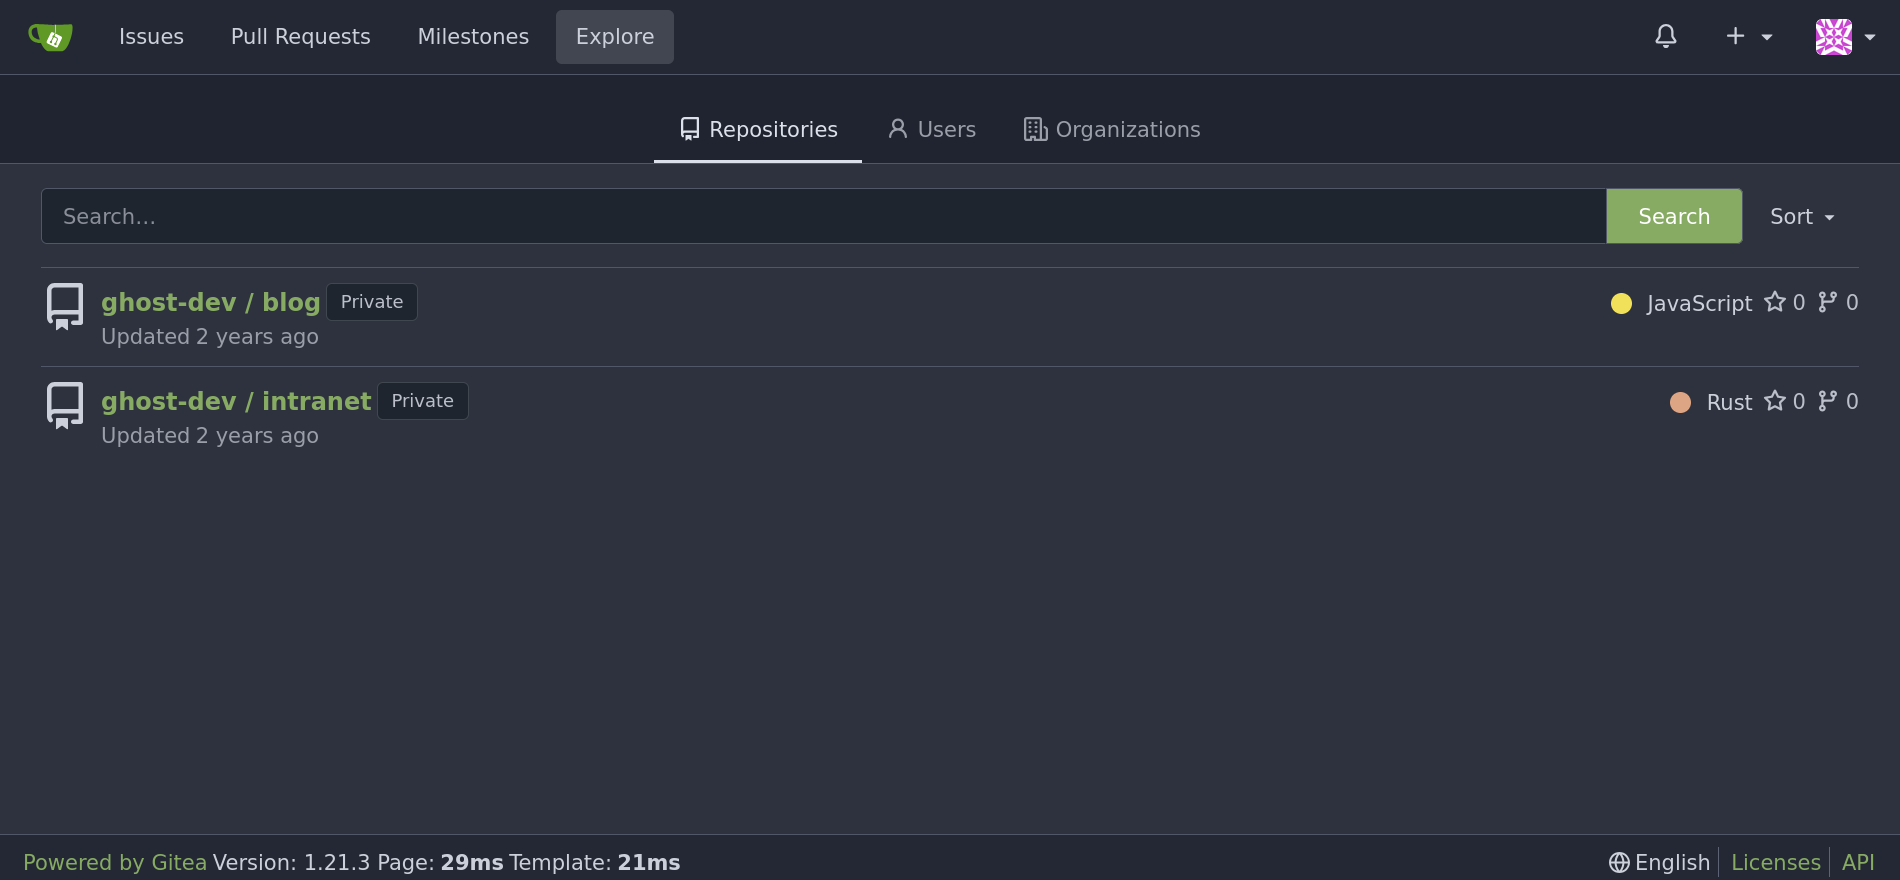 Issues Pull Requests Milestones Explore
Repositories Users Organizations
Search... Search Sort
ghost-dev / blog Private JavaScript 0 0
Updated 2 years ago
ghost-dev / intranet Private Rust 0 0
Updated 2 years ago
Powered by Gitea Version: 1.21.3 Page: 29ms Template: 21ms English Licenses API